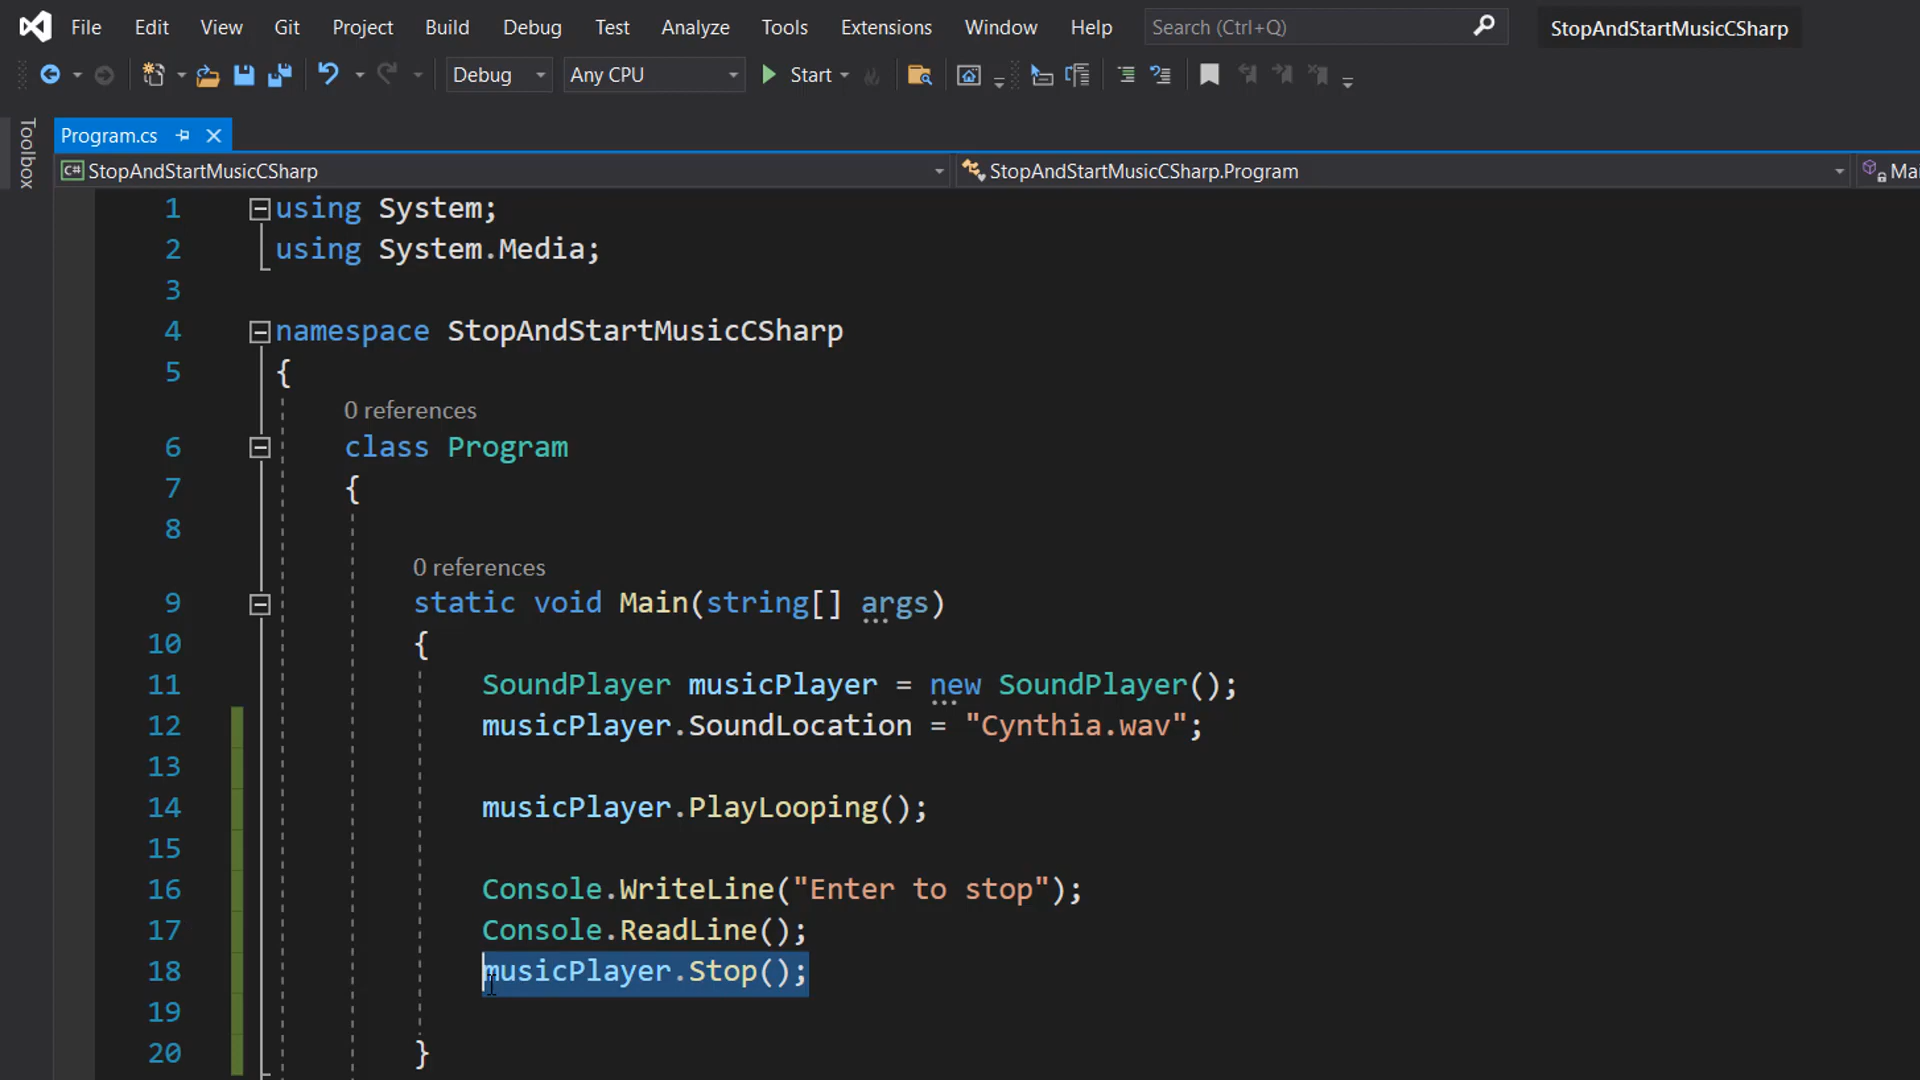 File Edit View Git Project Build Debug Test Analyze Tools Extensions Window Help Search (Ctrl+Q) StopAndStartMusicCSharp
Debug Any CPU Start
Toolbox
Program.cs
C# StopAndStartMusicCSharp StopAndStartMusicCSharp.Program Mai
1 using System;
2 using System.Media;
3
4 namespace StopAndStartMusicCSharp
5 {
0 references
6 class Program
7 {
8
0 references
9 static void Main(string[] args)
10 {
11 SoundPlayer musicPlayer = new SoundPlayer();
12 musicPlayer.SoundLocation = "Cynthia.wav";
13
14 musicPlayer.PlayLooping();
15
16 Console.WriteLine("Enter to stop");
17 Console.ReadLine();
18 musicPlayer.Stop();
19
20 }